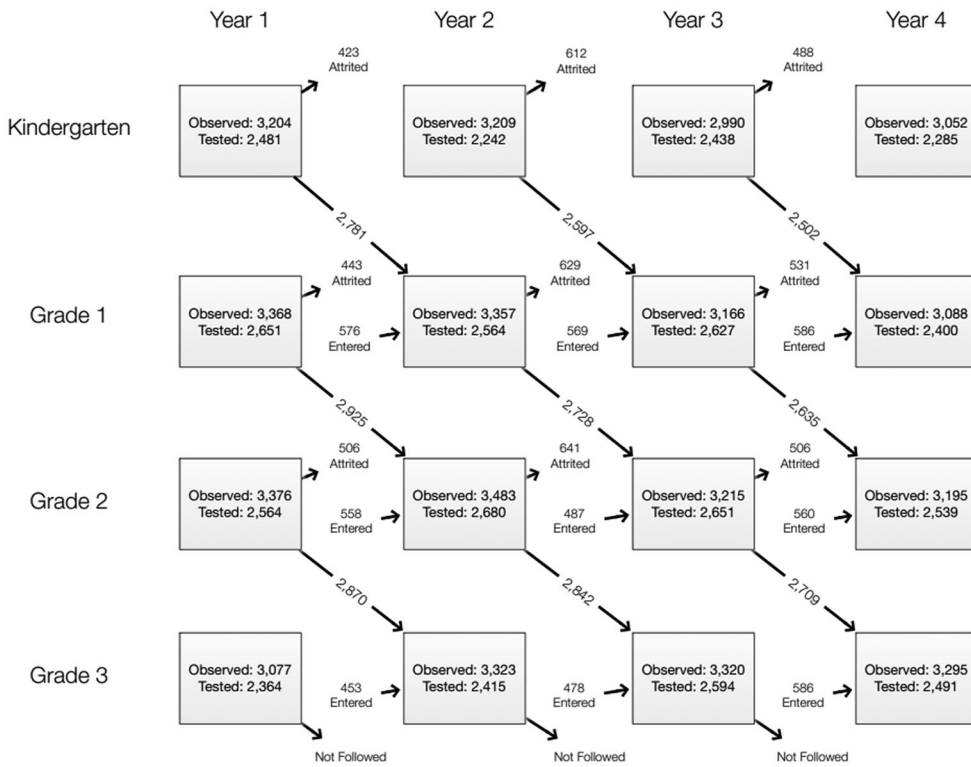 Year 1
Year 2
Year 3
Year 4
423
Attrited
612
Attrited
488
Attrited
Kindergarten
Observed: 3,204
Tested: 2,481
Observed: 3,209
Tested: 2,242
Observed: 2,990
Tested: 2,438
Observed: 3,052
Tested: 2,285
2,781
2,597
2,502
443
Attrited
629
Attrited
531
Attrited
Grade 1
Observed: 3,368
Tested: 2,651
576
Entered
Observed: 3,357
Tested: 2,564
569
Entered
Observed: 3,166
Tested: 2,627
586
Entered
Observed: 3,088
Tested: 2,400
2,925
2,728
2,635
506
Attrited
641
Attrited
506
Attrited
Grade 2
Observed: 3,376
Tested: 2,564
558
Entered
Observed: 3,483
Tested: 2,680
487
Entered
Observed: 3,215
Tested: 2,651
560
Entered
Observed: 3,195
Tested: 2,539
2,870
2,842
2,709
Grade 3
Observed: 3,077
Tested: 2,364
453
Entered
Observed: 3,323
Tested: 2,415
478
Entered
Observed: 3,320
Tested: 2,594
586
Entered
Observed: 3,295
Tested: 2,491
Not Followed
Not Followed
Not Followed